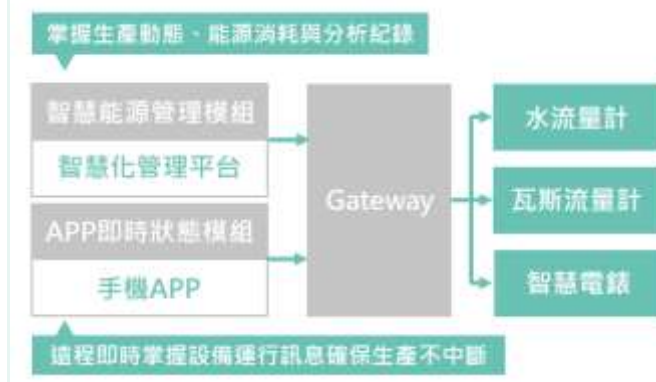 掌握生產動態、能源消耗與分析紀錄
智慧能源管理模組
智慧化管理平台
APP即時狀態模組
手機APP
Gateway
水流量計
瓦斯流量計
智慧電錶
遠程即時掌握設備運行訊息確保生產不中斷